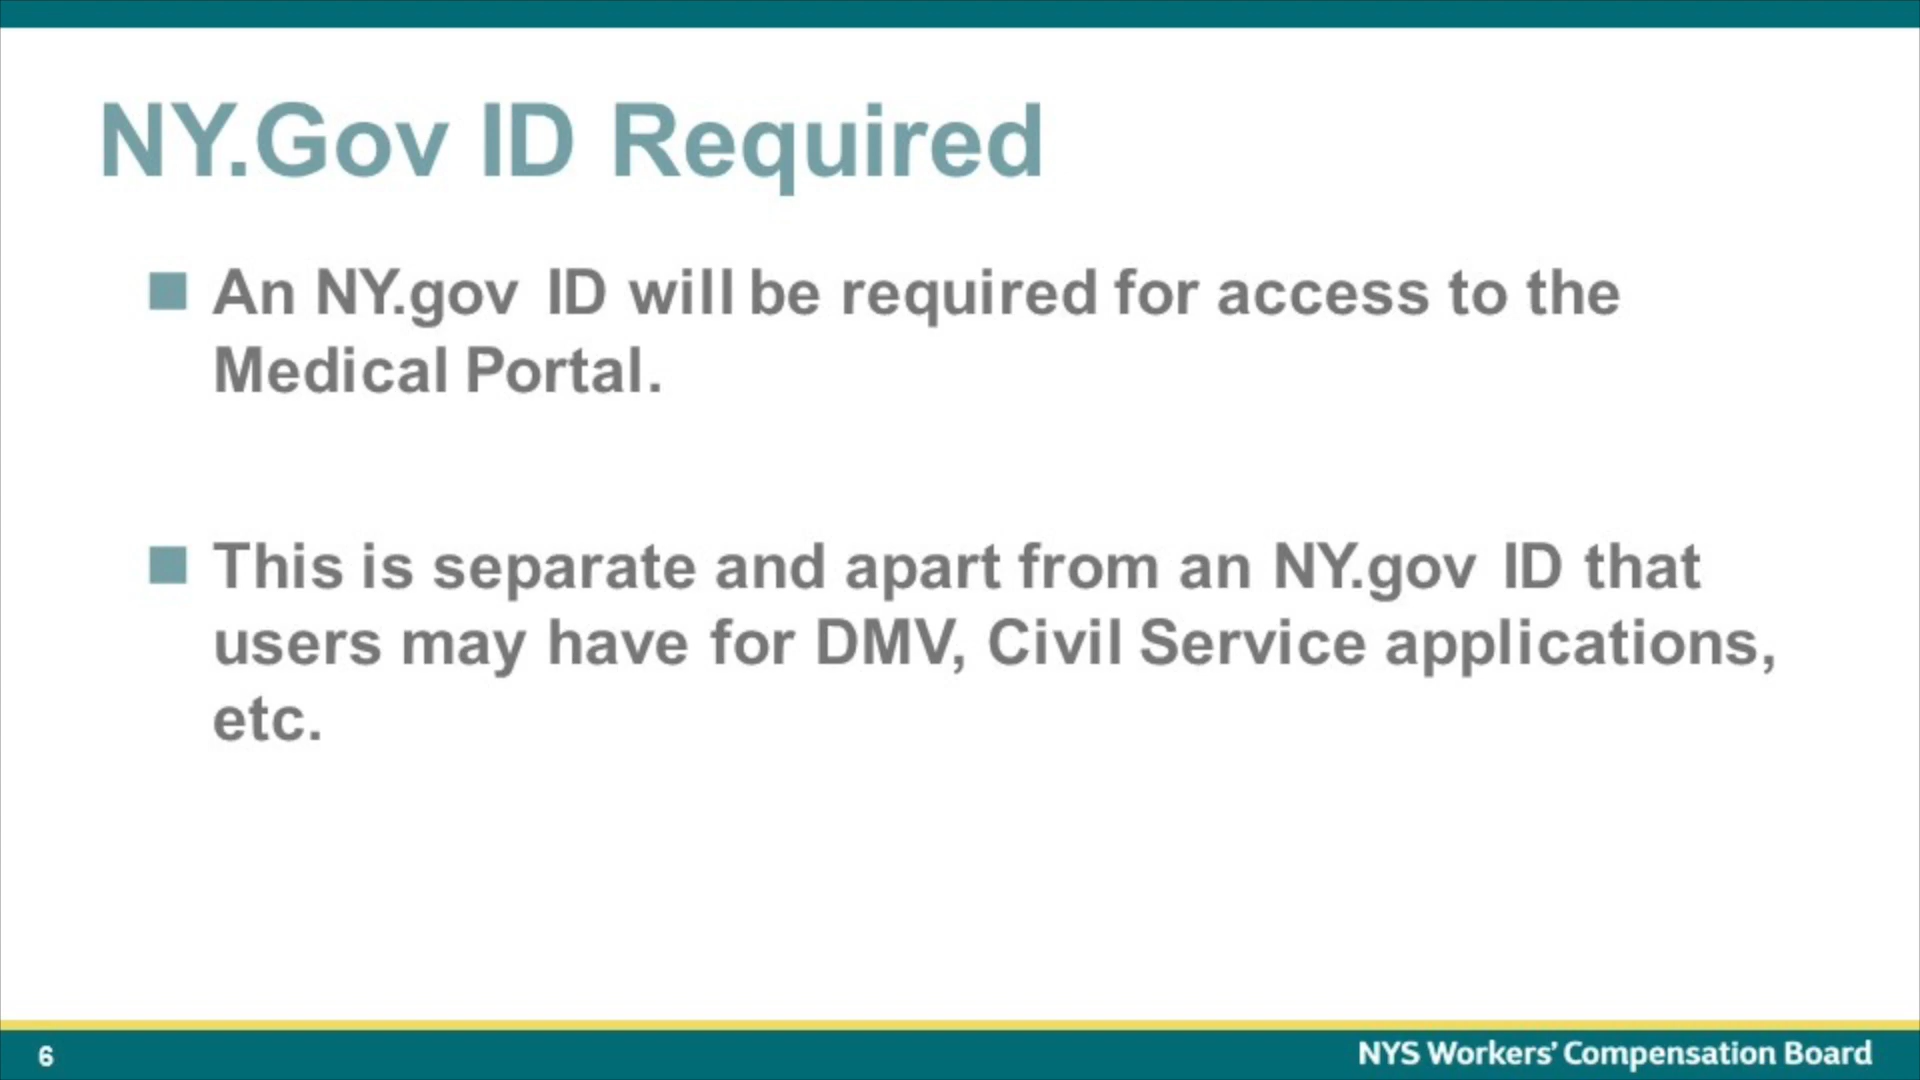 NY.Gov ID Required
An NY.gov ID will be required for access to the
Medical Portal.
This is separate and apart from an NY.gov ID that
users may have for DMV, Civil Service applications,
etc.
6
NYS Workers' Compensation Board